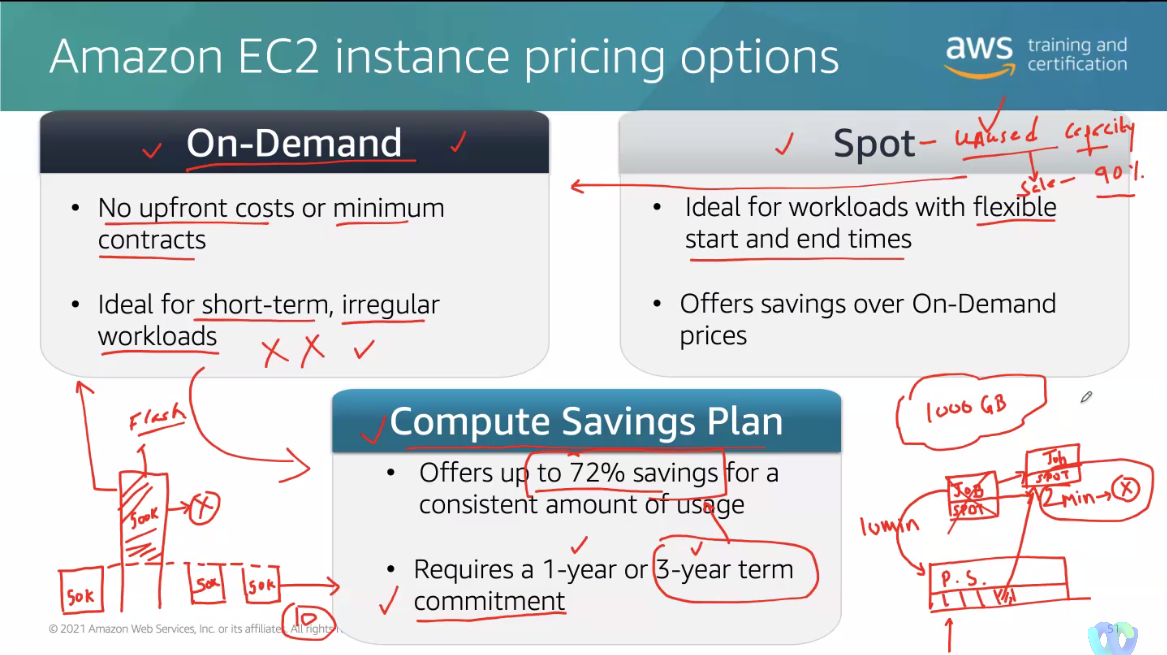 Amazon EC2 instance pricing options
aws training and
certification
On-Demand
• No upfront costs or minimum
contracts
• Ideal for short-term, irregular
workloads
Spot - unused capacity
Sale - 90%
• Ideal for workloads with flexible
start and end times
• Offers savings over On-Demand
prices
Compute Savings Plan
• Offers up to 72% savings for a
consistent amount of usage
• Requires a 1-year or 3-year term
commitment
Flash
500K
50K
50K
50K
10
1000 GB
Job
SPOT
JOB
SPOT
2 min
10min
P. S.
© 2021 Amazon Web Services, Inc. or its affiliates. All rights
51